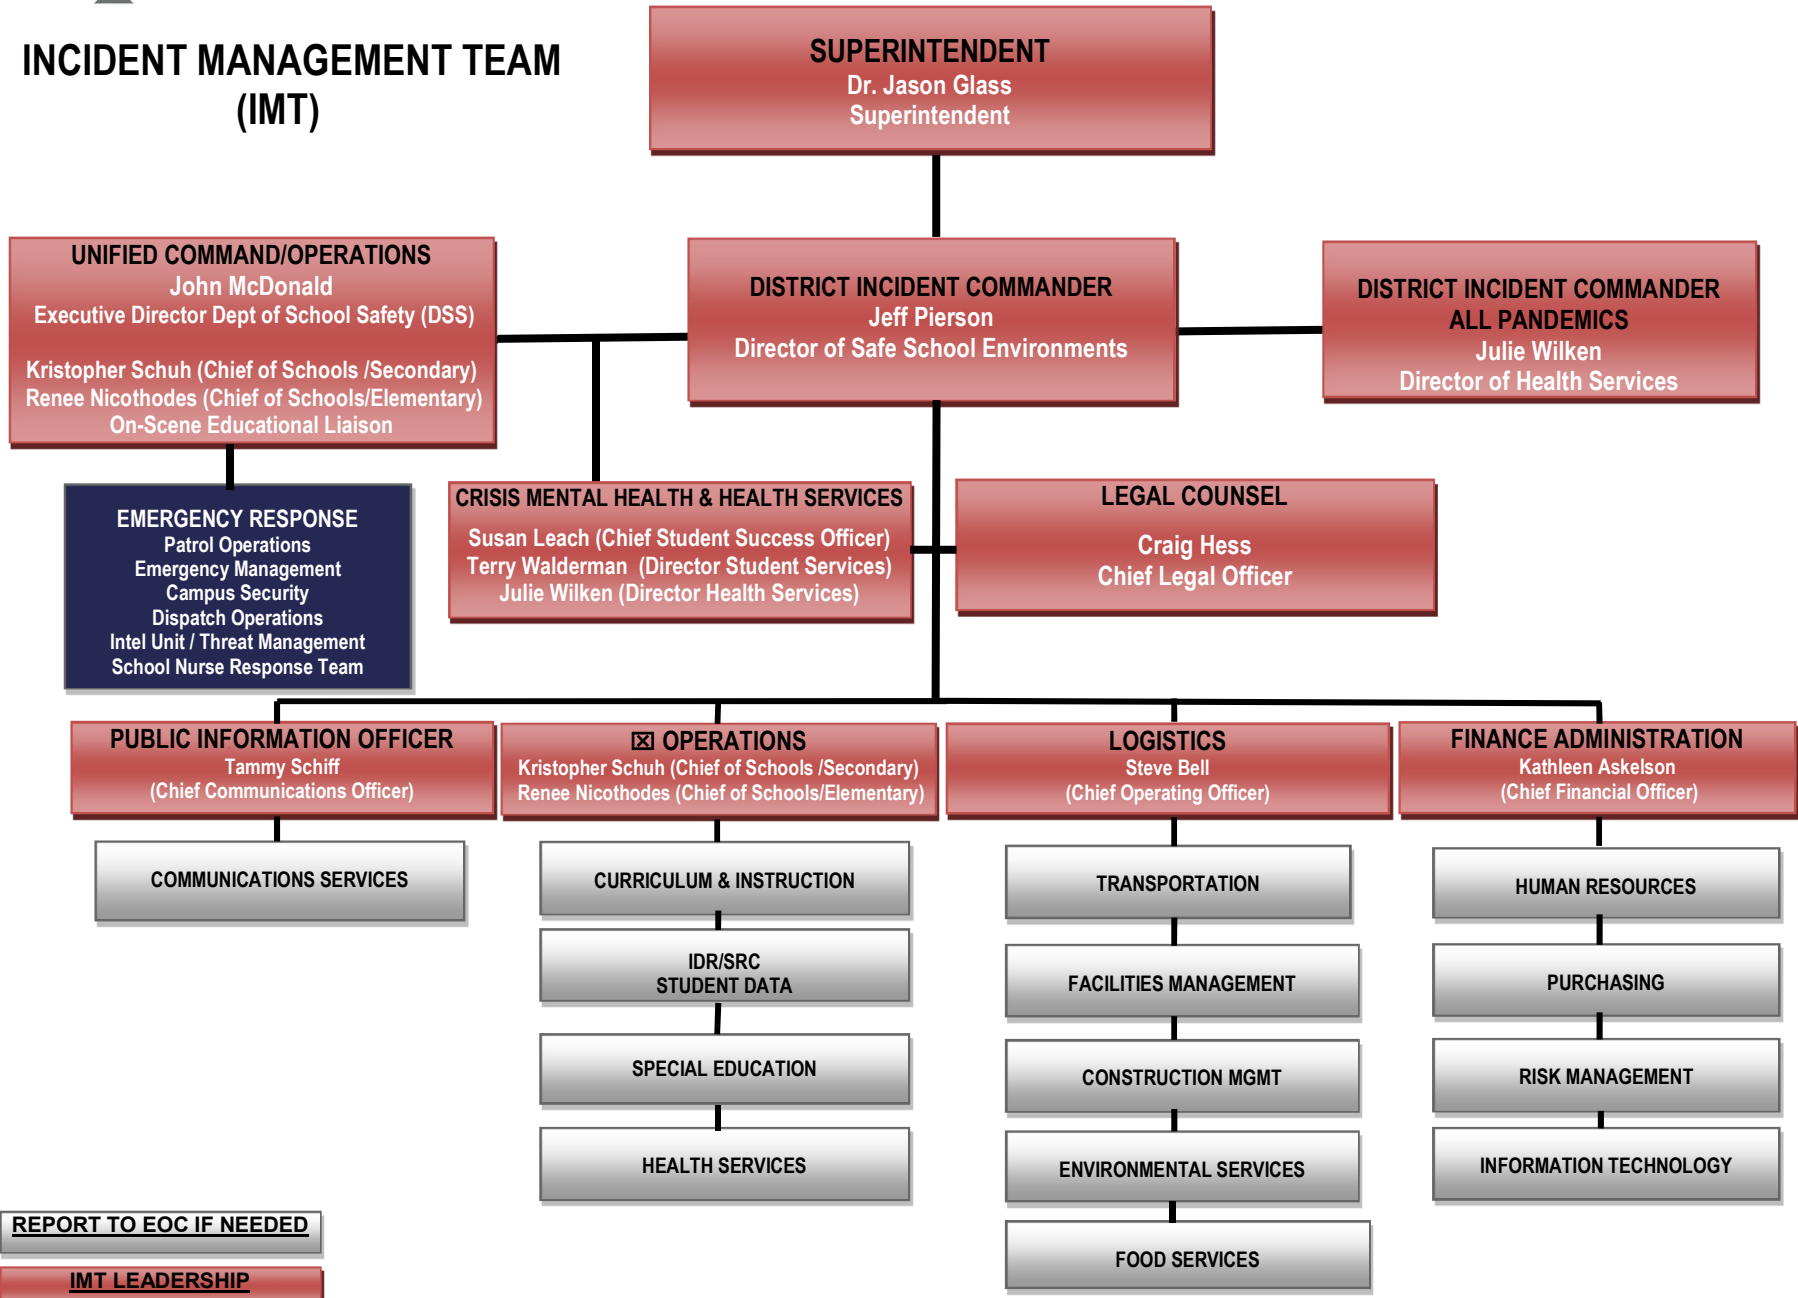 INCIDENT MANAGEMENT TEAM
(IMT)
SUPERINTENDENT
Dr. Jason Glass
Superintendent
UNIFIED COMMAND/OPERATIONS
John McDonald
Executive Director Dept of School Safety (DSS)
Kristopher Schuh (Chief of Schools /Secondary)
Renee Nicothodes (Chief of Schools/Elementary)
On-Scene Educational Liaison
DISTRICT INCIDENT COMMANDER
Jeff Pierson
Director of Safe School Environments
DISTRICT INCIDENT COMMANDER
ALL PANDEMICS
Julie Wilken
Director of Health Services
EMERGENCY RESPONSE
Patrol Operations
Emergency Management
Campus Security
Dispatch Operations
Intel Unit / Threat Management
School Nurse Response Team
CRISIS MENTAL HEALTH & HEALTH SERVICES
Susan Leach (Chief Student Success Officer)
Terry Walderman (Director Student Services)
Julie Wilken (Director Health Services)
LEGAL COUNSEL
Craig Hess
Chief Legal Officer
PUBLIC INFORMATION OFFICER
Tammy Schiff
(Chief Communications Officer)
☒ OPERATIONS
Kristopher Schuh (Chief of Schools /Secondary)
Renee Nicothodes (Chief of Schools/Elementary)
LOGISTICS
Steve Bell
(Chief Operating Officer)
FINANCE ADMINISTRATION
Kathleen Askelson
(Chief Financial Officer)
COMMUNICATIONS SERVICES
CURRICULUM & INSTRUCTION
IDR/SRC
STUDENT DATA
SPECIAL EDUCATION
HEALTH SERVICES
TRANSPORTATION
FACILITIES MANAGEMENT
CONSTRUCTION MGMT
ENVIRONMENTAL SERVICES
FOOD SERVICES
HUMAN RESOURCES
PURCHASING
RISK MANAGEMENT
INFORMATION TECHNOLOGY
REPORT TO EOC IF NEEDED
IMT LEADERSHIP